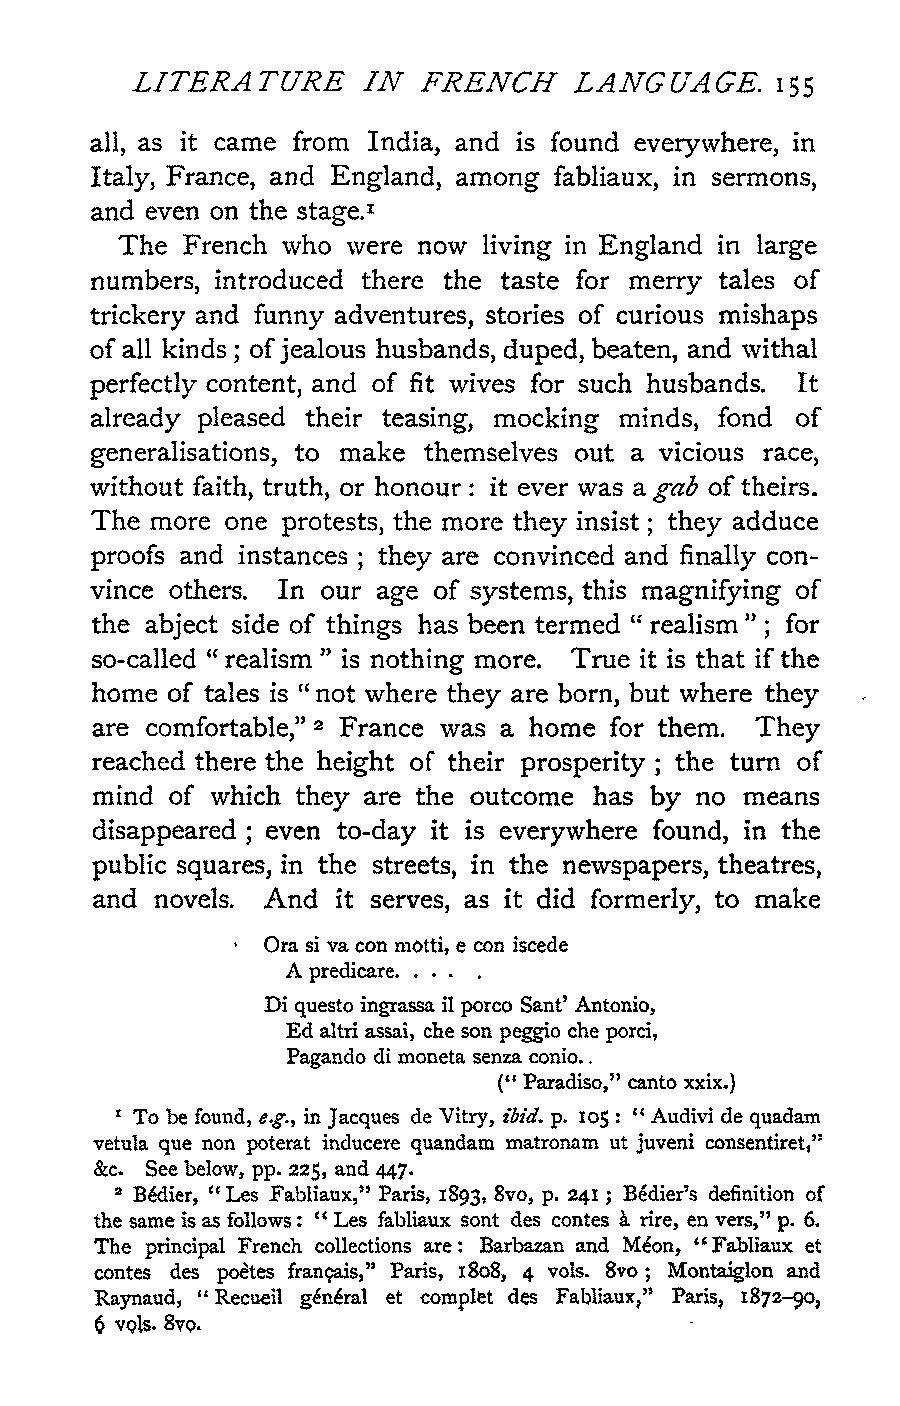 LITERATURE IN FRENCH LANGUAGE. 155
all, as it came from India, and is found everywhere, in
Italy, France, and England, among fabliaux, in sermons,
and even on the stage.¹
The French who were now living in England in large
numbers, introduced there the taste for merry tales of
trickery and funny adventures, stories of curious mishaps
of all kinds ; of jealous husbands, duped, beaten, and withal
perfectly content, and of fit wives for such husbands. It
already pleased their teasing, mocking minds, fond of
generalisations, to make themselves out a vicious race,
without faith, truth, or honour : it ever was a gab of theirs.
The more one protests, the more they insist ; they adduce
proofs and instances ; they are convinced and finally con-
vince others. In our age of systems, this magnifying of
the abject side of things has been termed “ realism ” ; for
so-called “ realism ” is nothing more. True it is that if the
home of tales is “ not where they are born, but where they
are comfortable,” ² France was a home for them. They
reached there the height of their prosperity ; the turn of
mind of which they are the outcome has by no means
disappeared ; even to-day it is everywhere found, in the
public squares, in the streets, in the newspapers, theatres,
and novels. And it serves, as it did formerly, to make
Ora si va con motti, e con iscede
A predicare. . . . .
Di questo ingrassa il porco Sant’ Antonio,
Ed altri assai, che son peggio che porci,
Pagando di moneta senza conio. .
(“ Paradiso,” canto xxix.)
¹ To be found, e.g., in Jacques de Vitry, ibid. p. 105 : “ Audivi de quadam
vetula que non poterat inducere quandam matronam ut juveni consentiret,”
&c. See below, pp. 225, and 447.
² Bédier, “ Les Fabliaux,” Paris, 1893, 8vo, p. 241 ; Bédier’s definition of
the same is as follows : “ Les fabliaux sont des contes à rire, en vers,” p. 6.
The principal French collections are : Barbazan and Méon, “ Fabliaux et
contes des poètes français,” Paris, 1808, 4 vols. 8vo ; Montaiglon and
Raynaud, “ Recueil général et complet des Fabliaux,” Paris, 1872–90,
6 vols. 8vo.